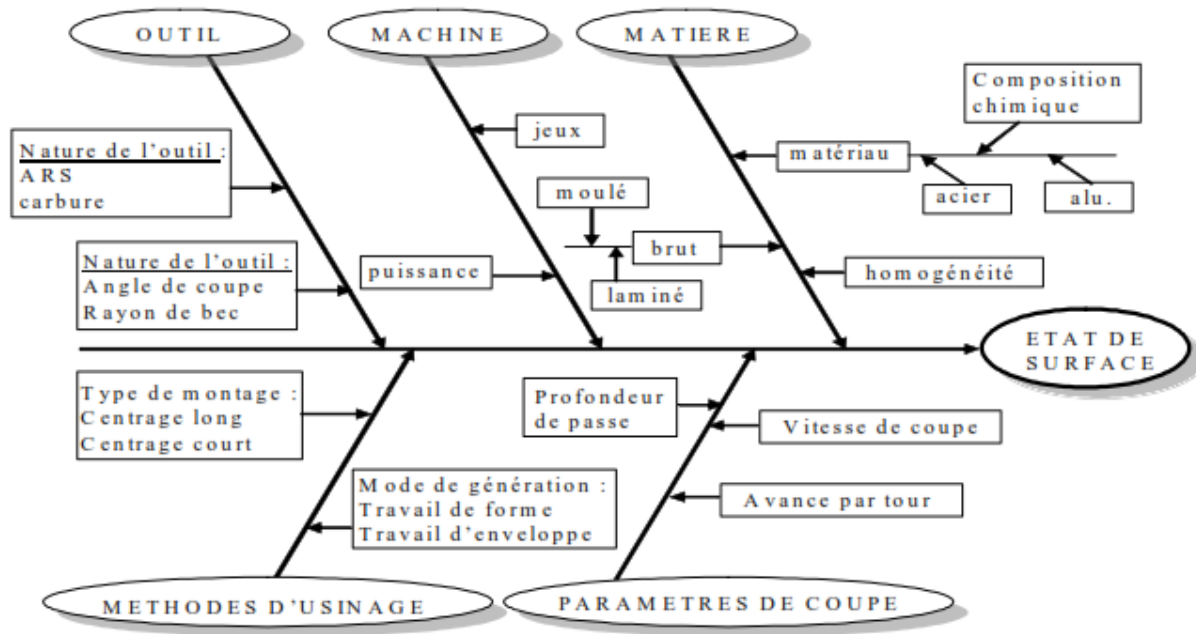 OUTIL
MACHINE
MATIERE
Composition
chimique
jeux
Nature de l'outil :
ARS
carbure
matériau
moulé
acier
alu.
Nature de l'outil :
Angle de coupe
Rayon de bec
puissance
brut
laminé
homogénéité
ETAT DE
SURFACE
Type de montage :
Centrage long
Centrage court
Profondeur
de passe
Vitesse de coupe
Mode de génération :
Travail de forme
Travail d'enveloppe
Avance par tour
METHODES D'USINAGE
PARAMETRES DE COUPE